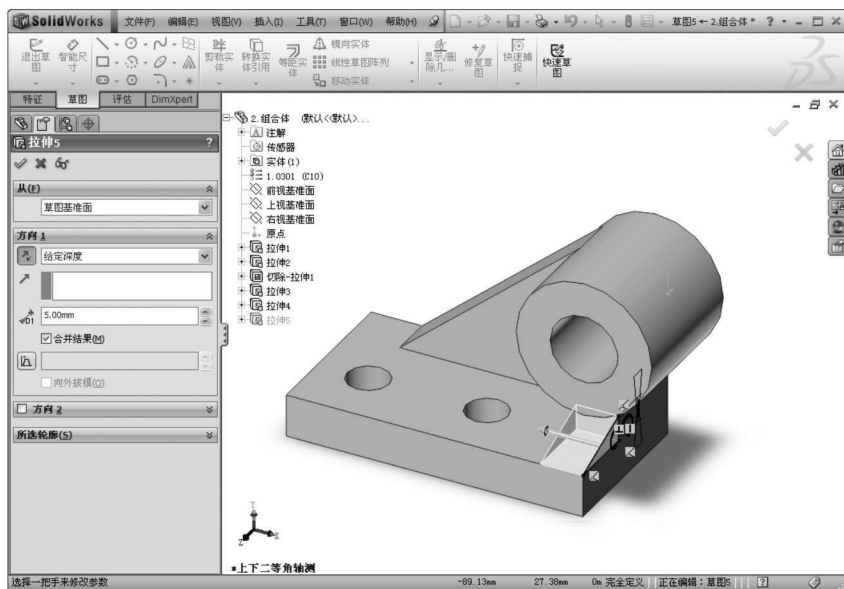 SolidWorks 文件(F) 编辑(E) 视图(V) 插入(I) 工具(T) 窗口(W) 帮助(H) 草图5 ← 2.组合体 *
退出草图 智能尺寸 剪裁实体 转换实体引用 等距实体 镜向实体 线性草图阵列 移动实体 显示/删除几... 修复草图 快速捕捉 快速草图
特征 草图 评估 DimXpert
拉伸5 ?
从(F)
草图基准面
方向1
给定深度
D1 5.00mm
合并结果(M)
向外拔模(O)
方向2
所选轮廓(S)
2.组合体 (默认<<默认>...
注解
传感器
实体(1)
1.0301 (C10)
前视基准面
上视基准面
右视基准面
原点
拉伸1
拉伸2
切除-拉伸1
拉伸3
拉伸4
拉伸5
Y
Z X
*上下二等角轴测
选择一把手来修改参数 -89.13mm 27.38mm 0m 完全定义 正在编辑：草图5 ?